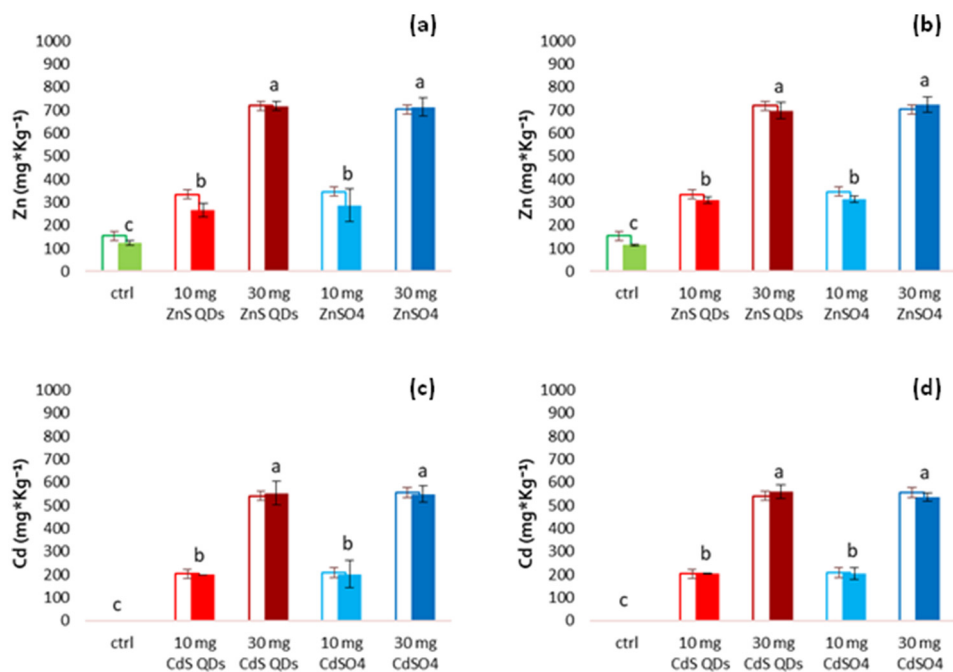 (a)
Zn (mg*Kg⁻¹)
1000
900
800
700
600
500
400
300
200
100
0
c
b
a
b
a
ctrl
10 mg
ZnS QDs
30 mg
ZnS QDs
10 mg
ZnSO4
30 mg
ZnSO4
(b)
Zn (mg*Kg⁻¹)
1000
900
800
700
600
500
400
300
200
100
0
c
b
a
b
a
ctrl
10 mg
ZnS QDs
30 mg
ZnS QDs
10 mg
ZnSO4
30 mg
ZnSO4
(c)
Cd (mg*Kg⁻¹)
1000
900
800
700
600
500
400
300
200
100
0
c
b
a
b
a
ctrl
10 mg
CdS QDs
30 mg
CdS QDs
10 mg
CdSO4
30 mg
CdSO4
(d)
Cd (mg*Kg⁻¹)
1000
900
800
700
600
500
400
300
200
100
0
c
b
a
b
a
ctrl
10 mg
CdS QDs
30 mg
CdS QDs
10 mg
CdSO4
30 mg
CdSO4